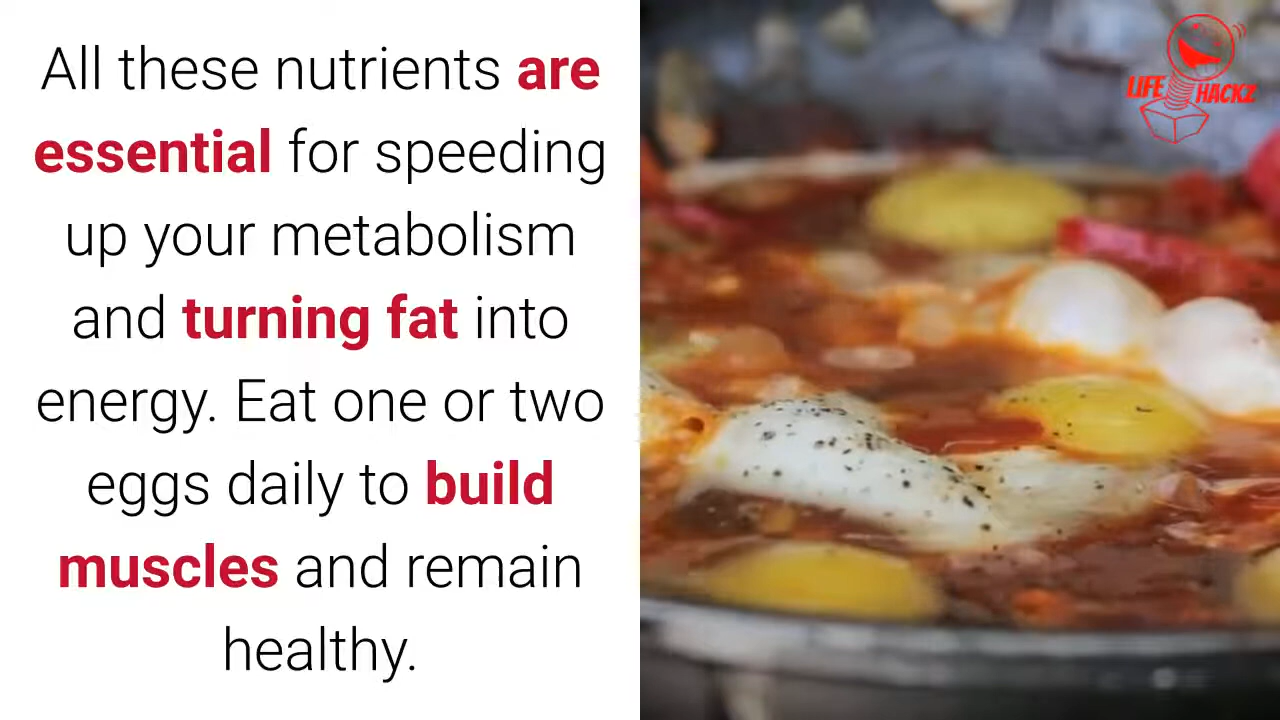 All these nutrients are
essential for speeding
up your metabolism
and turning fat into
energy. Eat one or two
eggs daily to build
muscles and remain
healthy.
LIFE HACKZ